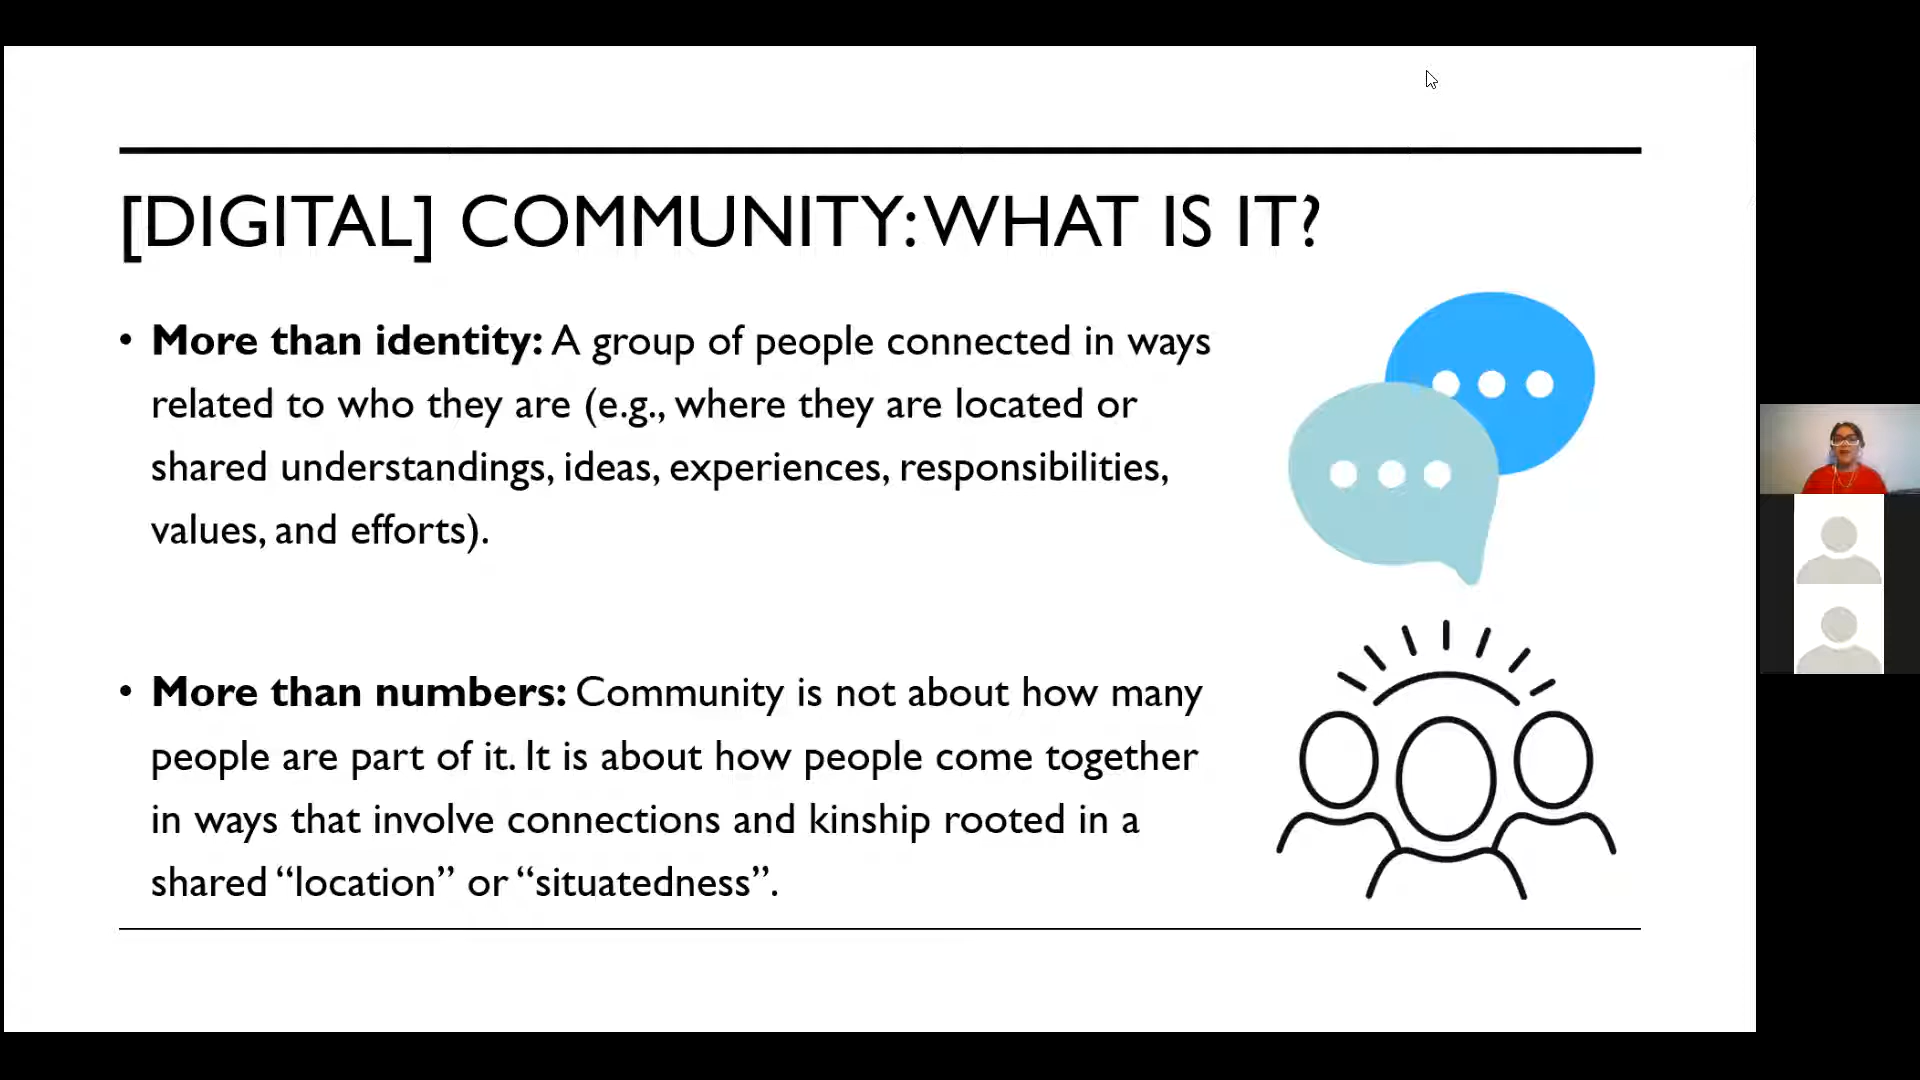 [DIGITAL] COMMUNITY: WHAT IS IT?
• More than identity: A group of people connected in ways
related to who they are (e.g., where they are located or
shared understandings, ideas, experiences, responsibilities,
values, and efforts).
• More than numbers: Community is not about how many
people are part of it. It is about how people come together
in ways that involve connections and kinship rooted in a
shared “location” or “situatedness”.